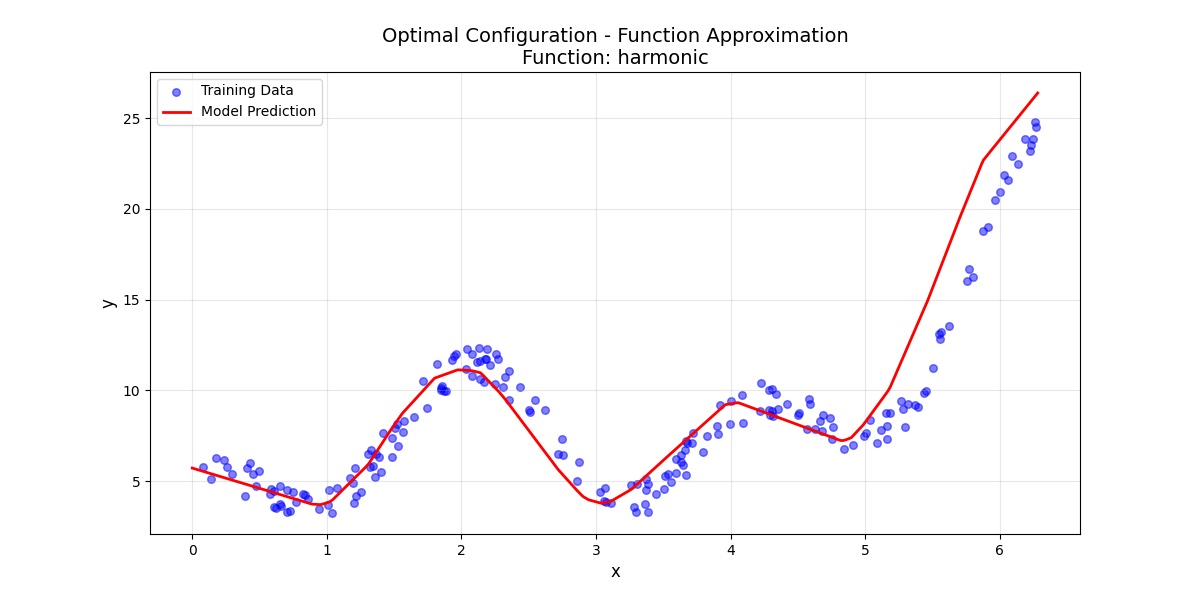 Optimal Configuration - Function Approximation
Function: harmonic
Training Data
Model Prediction
y
25
20
15
10
5
0 1 2 3 4 5 6
x